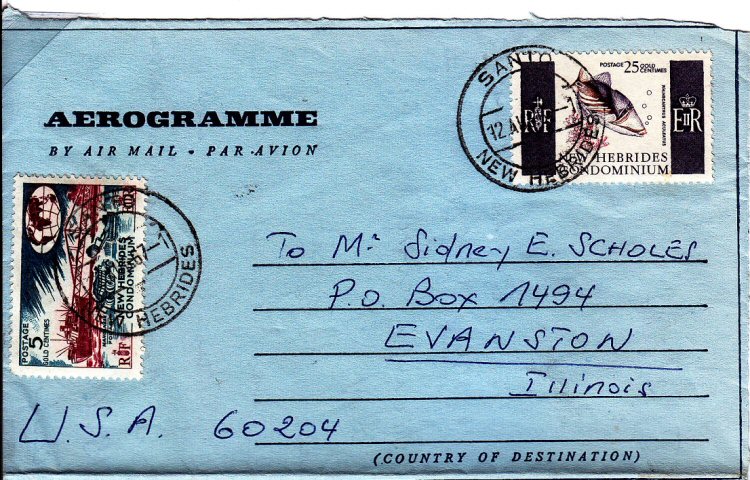 AEROGRAMME
BY AIR MAIL · PAR AVION
SANTO
12 A
NEW HEBRIDES
POSTAGE 25 GOLD CENTIMES
RF
EIIR
NEW HEBRIDES
CONDOMINIUM
POSTAGE 5 GOLD CENTIMES
NEW HEBRIDES
CONDOMINIUM
RF
HEBRIDES
To Mr Sidney E. SCHOLES
P.O. Box 1494
EVANSTON
Illinois
U.S.A. 60204
(COUNTRY OF DESTINATION)